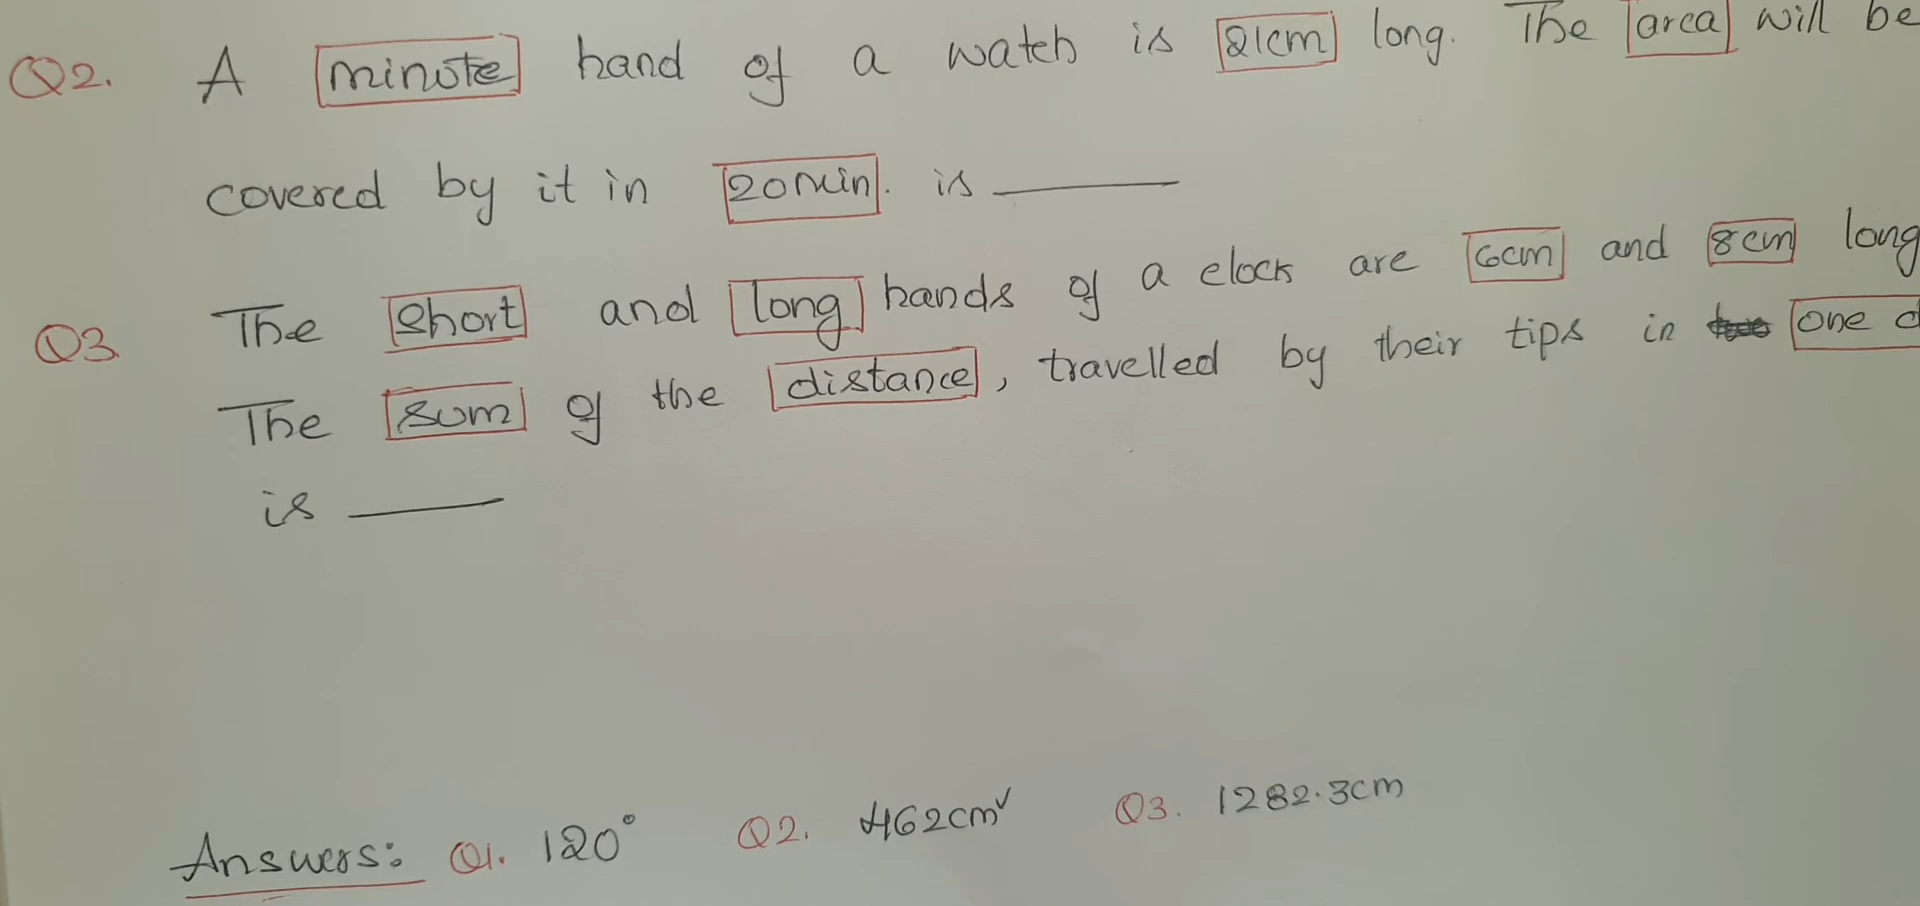 Q2. A minute hand of a watch is 21cm long. The area will be
covered by it in 20min. is
Q3. The short and long hands of a clock are 6cm and 8cm long
The sum of the distance, travelled by their tips in one d
is
Answers: Q1. 120° Q2. 462cm² Q3. 1282.3cm